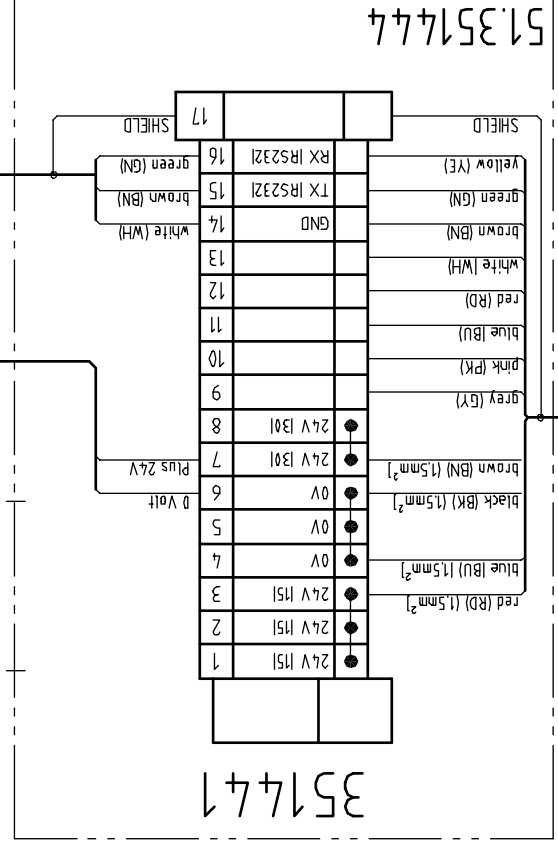 351441
24V |15| 1
24V |15| 2
red (RD) (1,5mm²] 24V |15| 3
blue |BU) |1,5mm²] 0V 4
0V 5
black (BK) (1,5mm²] 0V 6 0 Volt
brown (BN) (1,5mm²] 24V |30| 7 Plus 24V
24V |30| 8
grey (GY) 9
pink (PK) 10
blue |BU) 11
red (RD) 12
white |WH) 13
brown (BN) GND 14 white (WH)
green (GN) TX |RS232| 15 brown (BN)
yellow (YE) RX |RS232| 16 green (GN)
SHIELD 17 SHIELD
51.351444